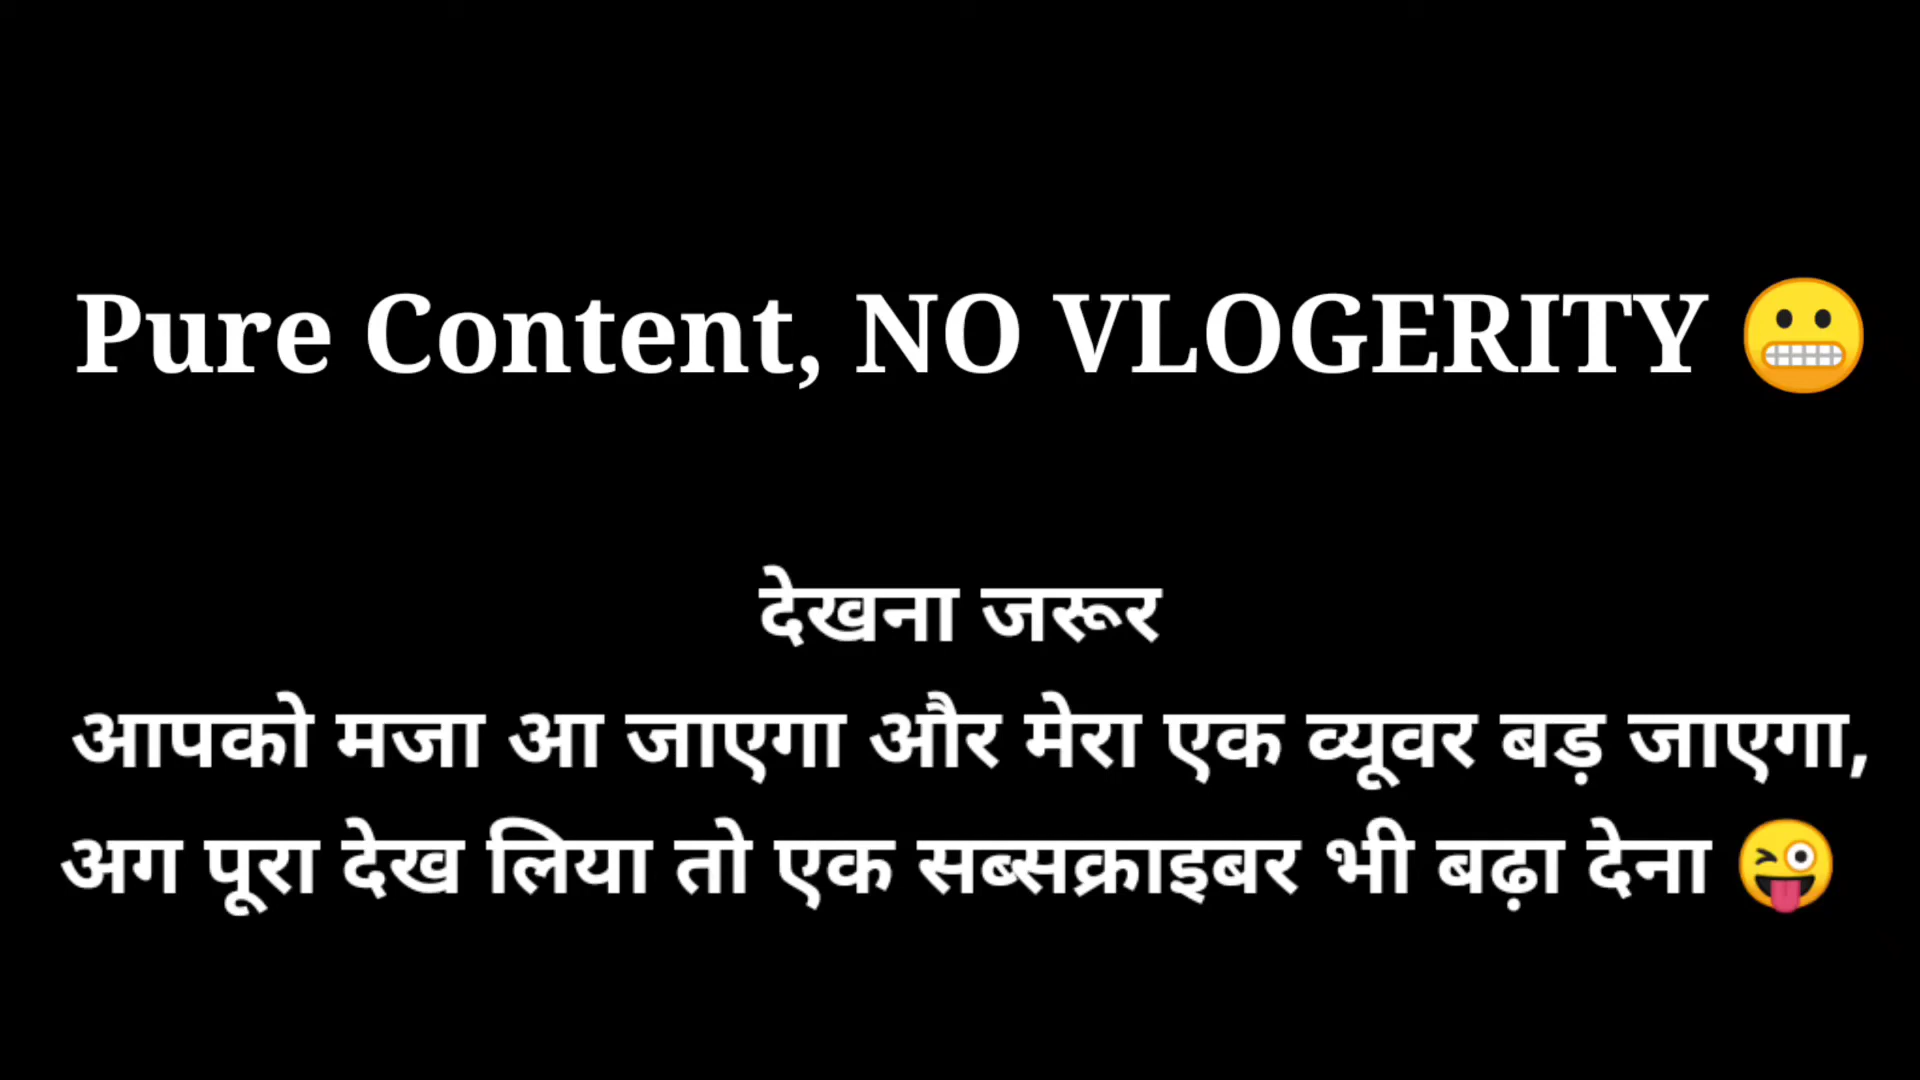 Pure Content, NO VLOGERITY 😬
देखना जरूर
आपको मजा आ जाएगा और मेरा एक व्यूवर बड़ जाएगा,
अग पूरा देख लिया तो एक सब्सक्राइबर भी बढ़ा देना 😜